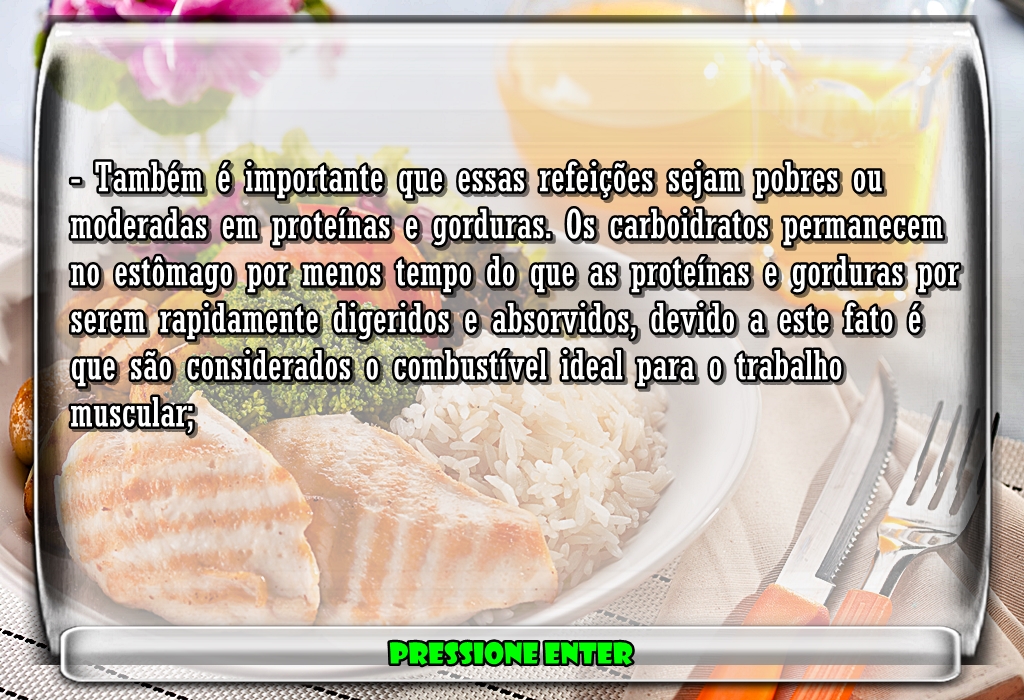 - Também é importante que essas refeições sejam pobres ou
moderadas em proteínas e gorduras. Os carboidratos permanecem
no estômago por menos tempo do que as proteínas e gorduras por
serem rapidamente digeridos e absorvidos, devido a este fato é
que são considerados o combustível ideal para o trabalho
muscular;
PRESSIONE ENTER